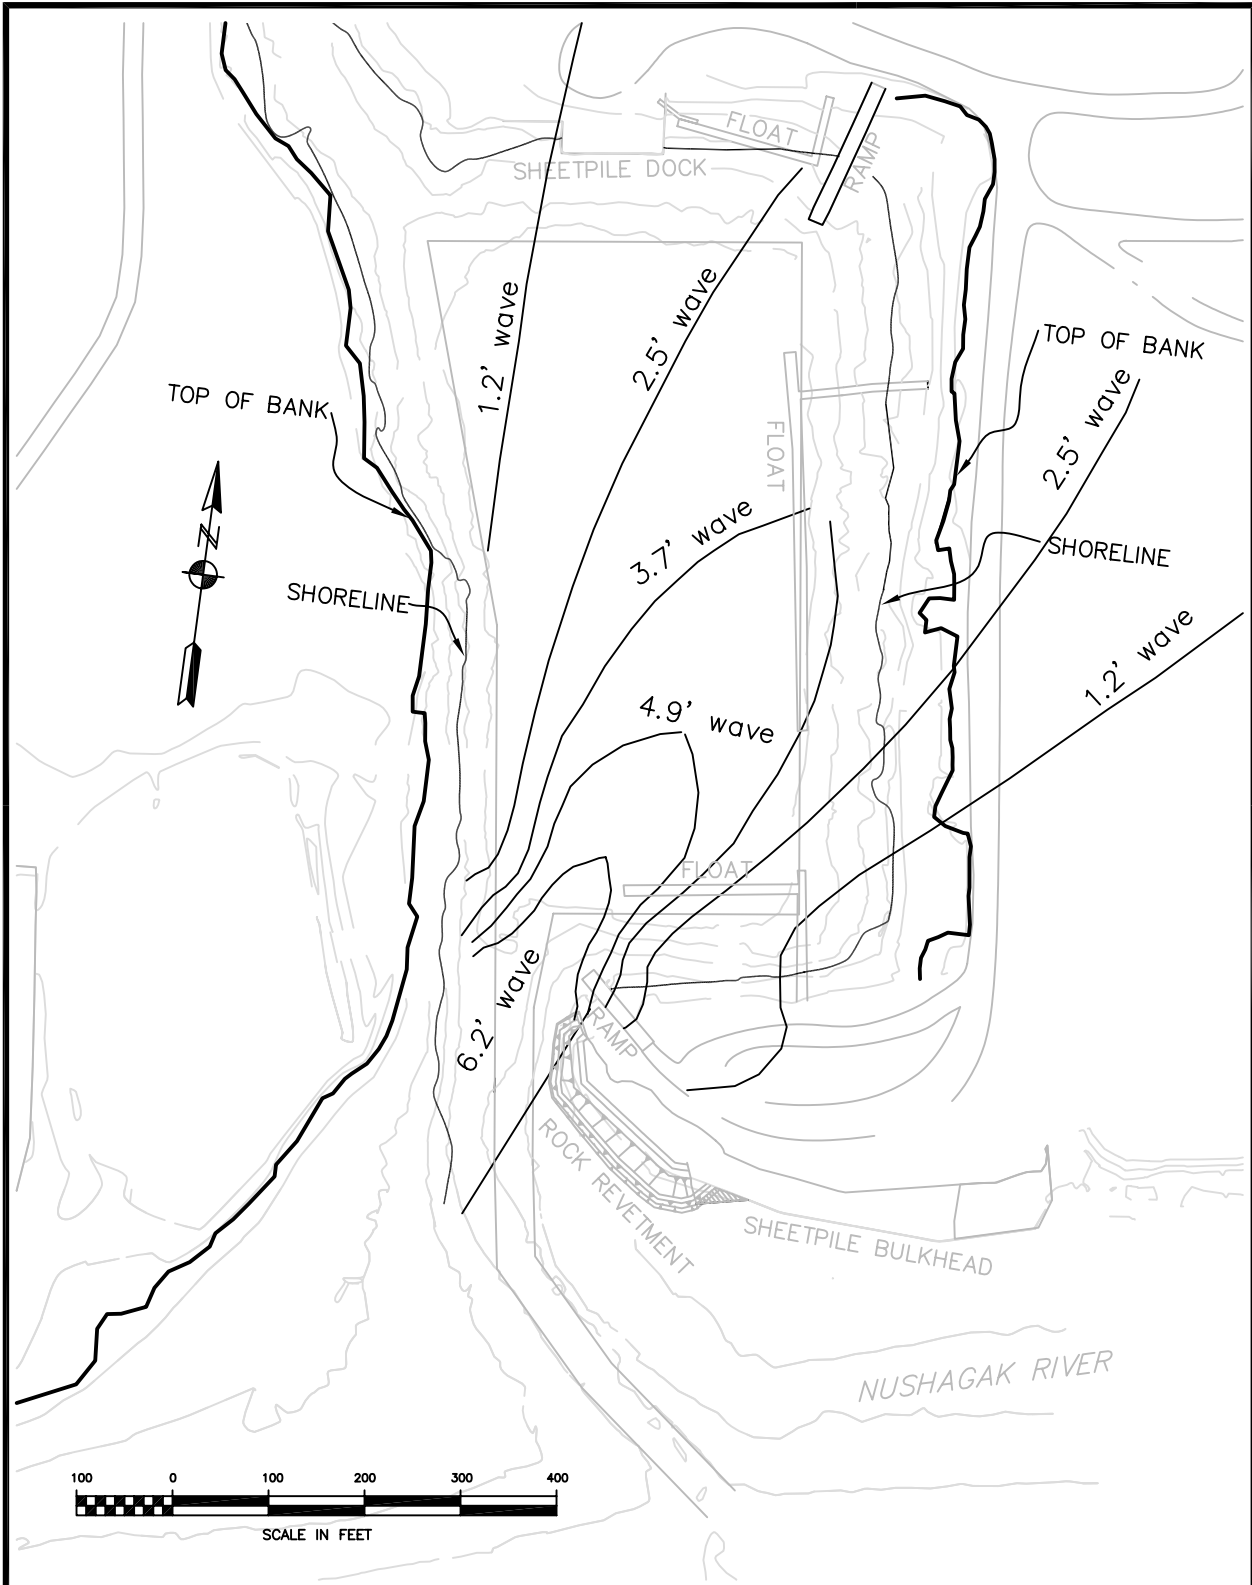 FLOAT
RAMP
SHEETPILE DOCK
1.2' wave
2.5' wave
TOP OF BANK
2.5' wave
TOP OF BANK
FLOAT
3.7' wave
N
SHORELINE
SHORELINE
1.2' wave
4.9' wave
FLOAT
6.2' wave
RAMP
ROCK REVETMENT
SHEETPILE BULKHEAD
NUSHAGAK RIVER
100 0 100 200 300 400
SCALE IN FEET